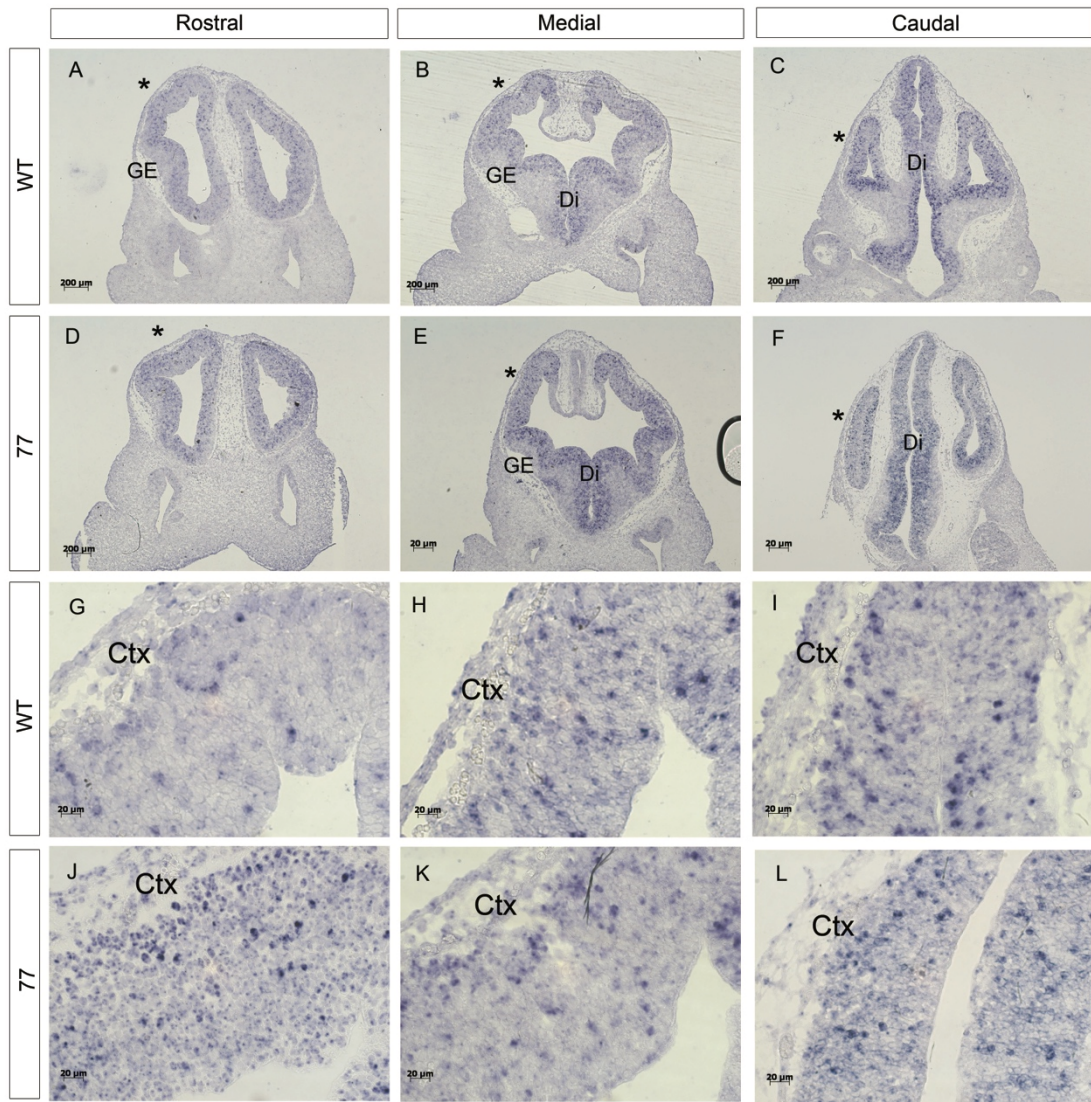 Rostral
Medial
Caudal
WT
A
*
GE
200 µm
B
*
GE
Di
200 µm
C
*
Di
200 µm
77
D
*
200 µm
E
*
GE
Di
20 µm
F
*
Di
20 µm
WT
G
Ctx
20 µm
H
Ctx
20 µm
I
Ctx
20 µm
77
J
Ctx
20 µm
K
Ctx
20 µm
L
Ctx
20 µm